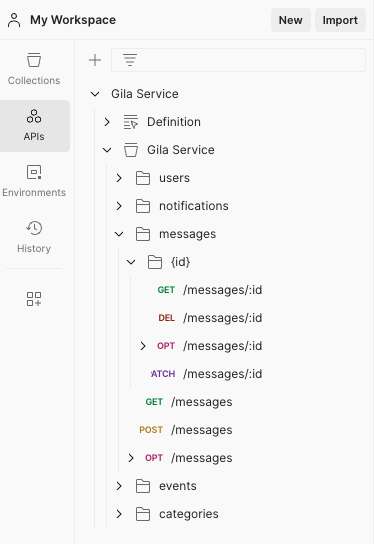 My Workspace
New
Import
Collections
APIs
Environments
History
Gila Service
Definition
Gila Service
users
notifications
messages
{id}
GET /messages/:id
DEL /messages/:id
OPT /messages/:id
ATCH /messages/:id
GET /messages
POST /messages
OPT /messages
events
categories